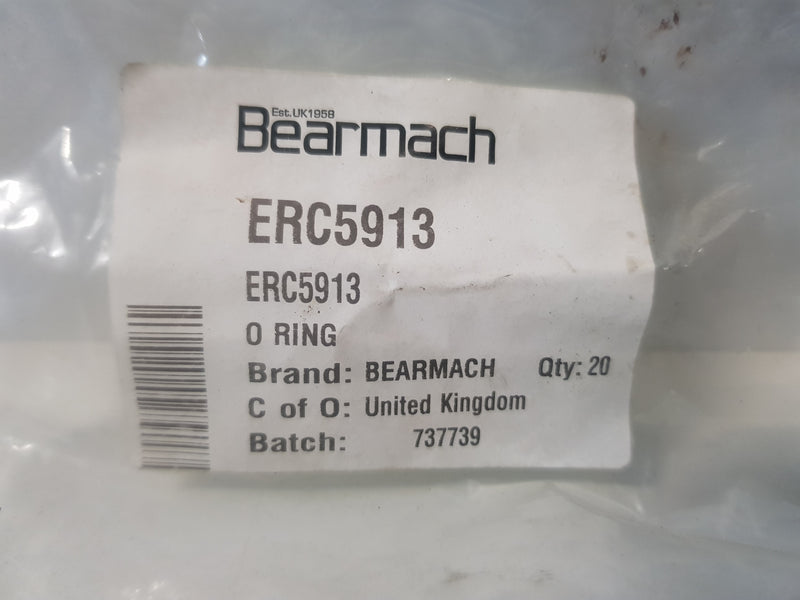 Est.UK1958
Bearmach
ERC5913
ERC5913
O RING
Brand: BEARMACH Qty: 20
C of O: United Kingdom
Batch: 737739